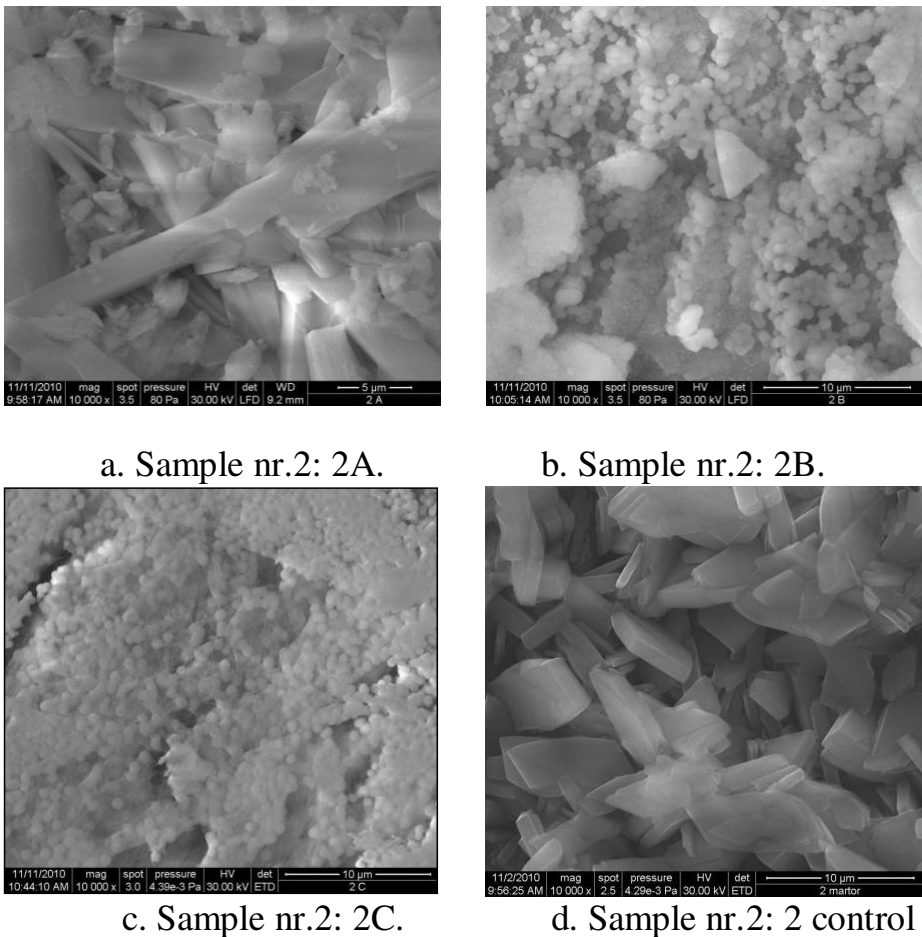 11/11/2010 mag spot pressure HV det WD 5 µm
9:58:17 AM 10 000 x 3.5 80 Pa 30.00 kV LFD 9.2 mm 2 A
11/11/2010 mag spot pressure HV det 10 µm
10:05:14 AM 10 000 x 3.5 80 Pa 30.00 kV LFD 2 B
a. Sample nr.2: 2A.
b. Sample nr.2: 2B.
11/11/2010 mag spot pressure HV det 10 µm
10:44:10 AM 10 000 x 3.0 4.39e-3 Pa 30.00 kV ETD 2 C
11/2/2010 mag spot pressure HV det 10 µm
9:56:25 AM 10 000 x 2.5 4.29e-3 Pa 30.00 kV ETD 2 martor
c. Sample nr.2: 2C.
d. Sample nr.2: 2 control